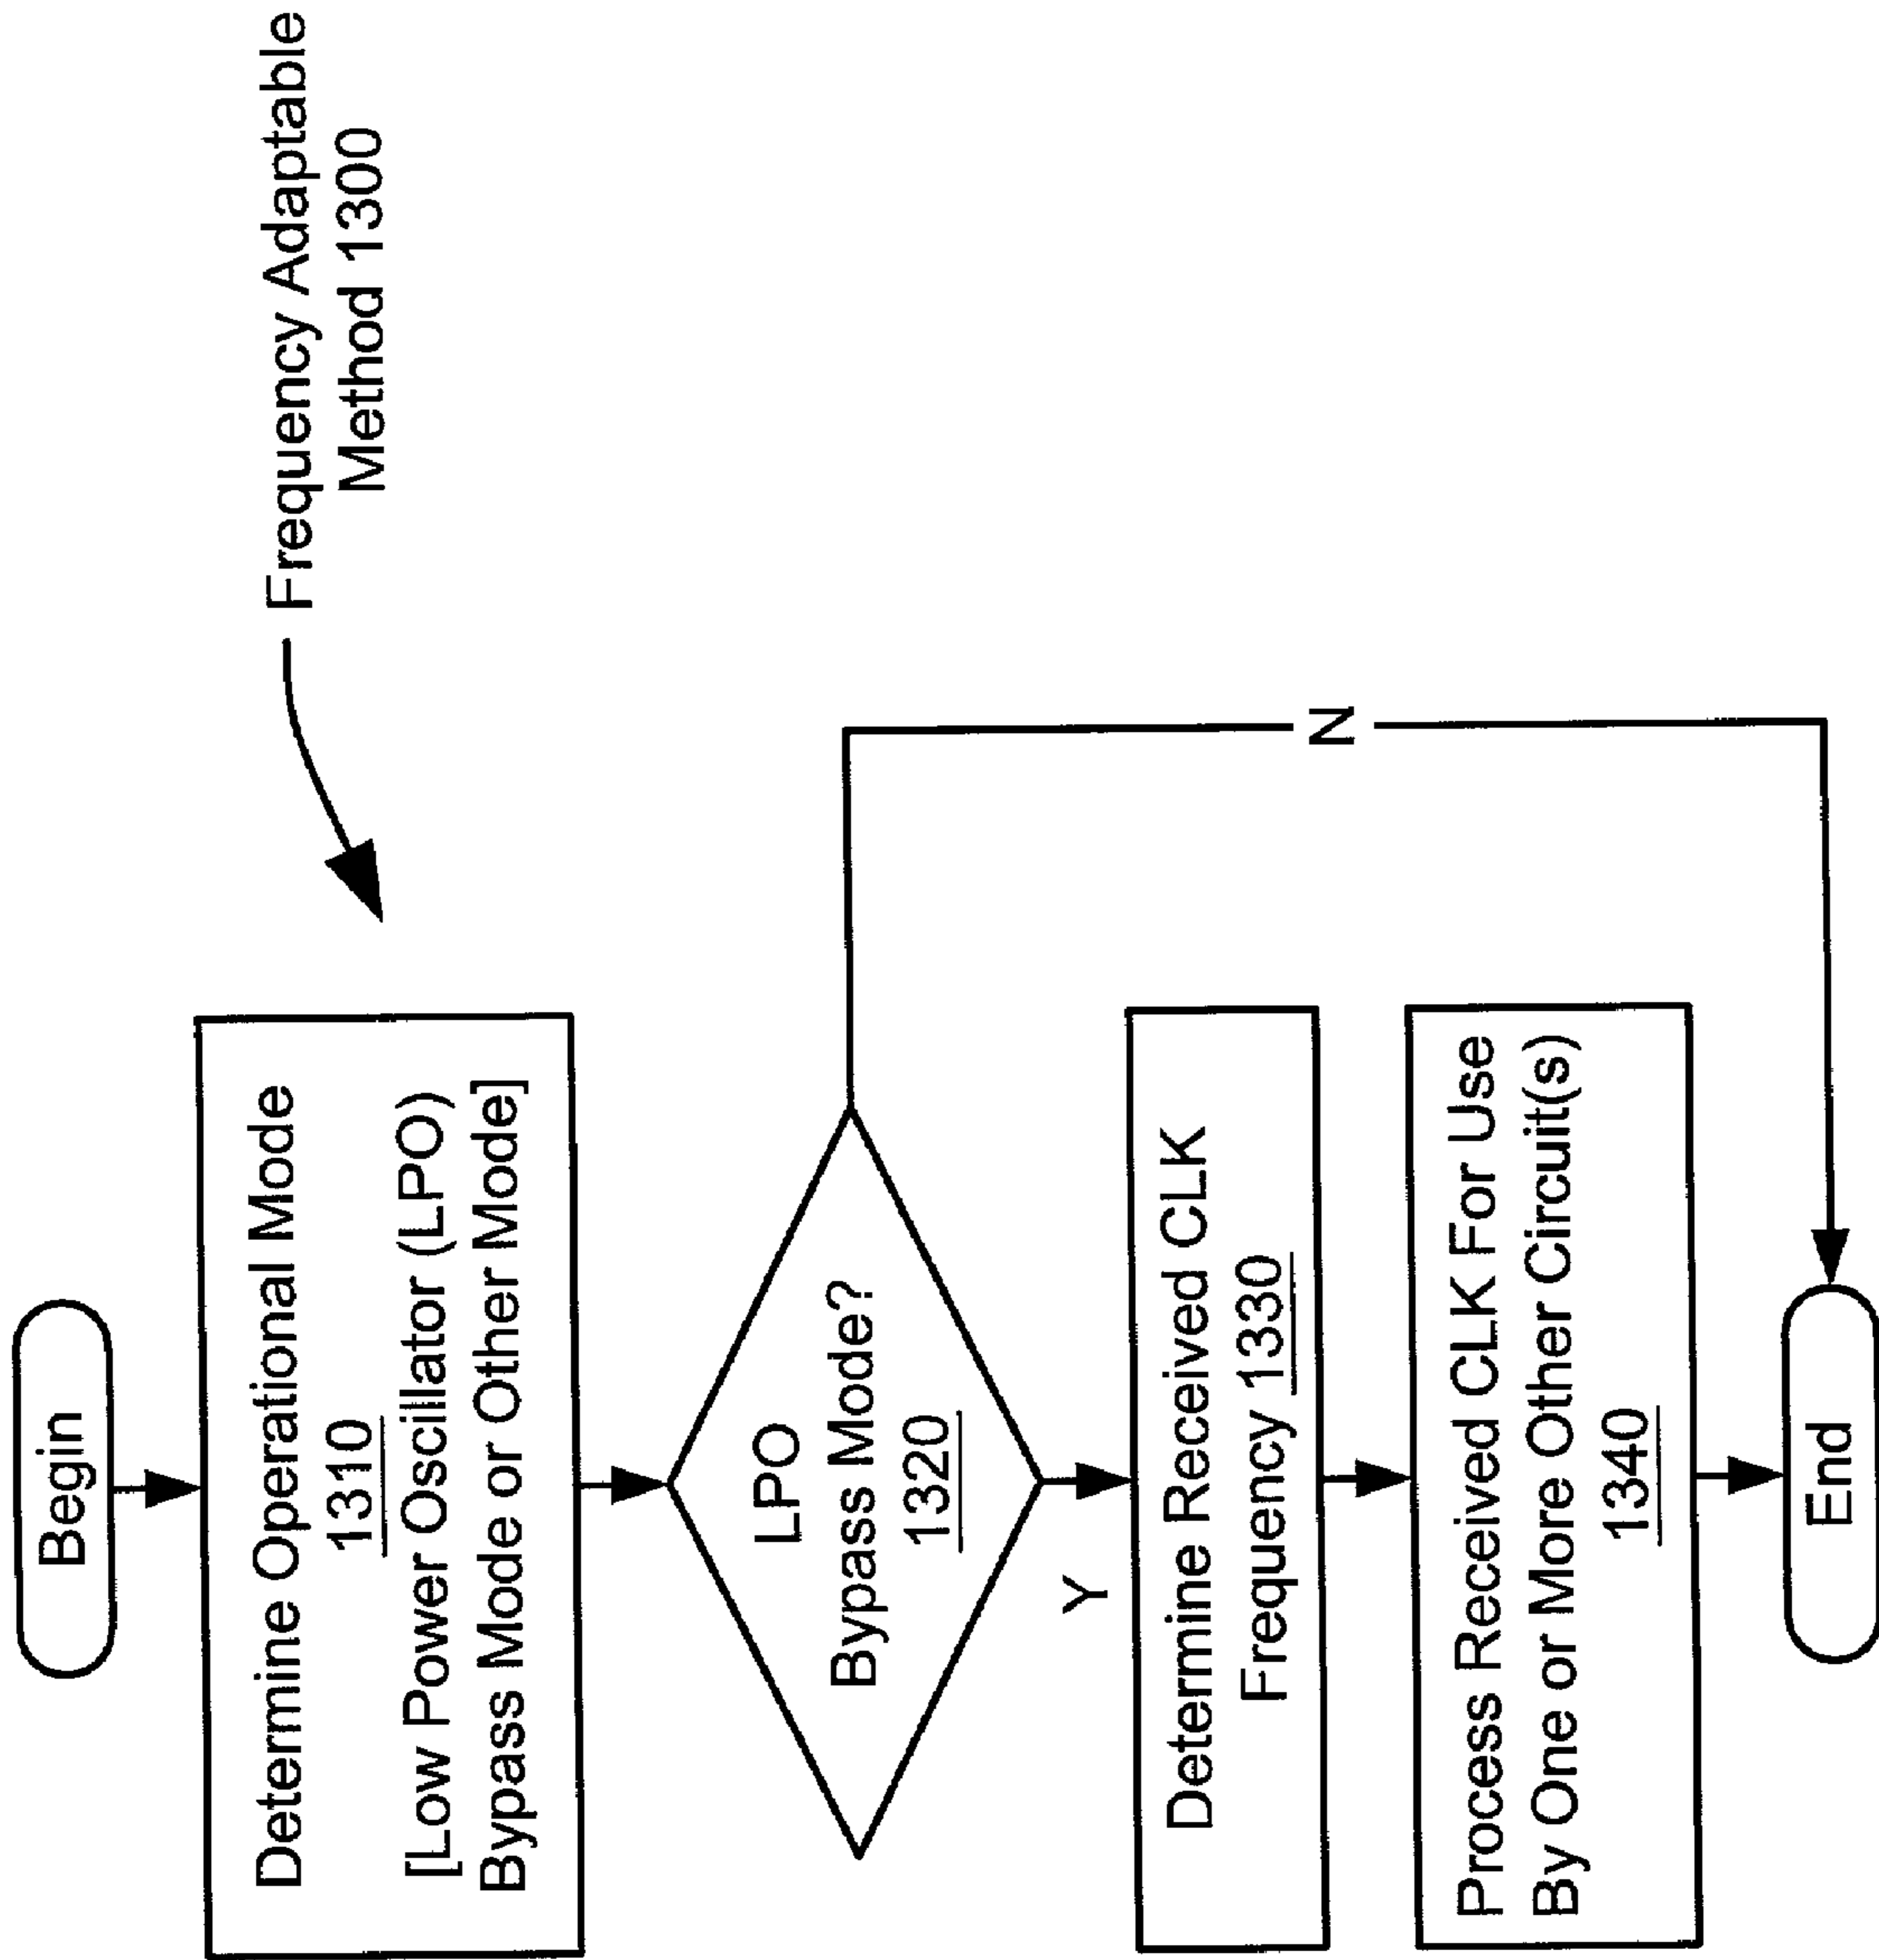 Frequency Adaptable
Method 1300
Begin
Determine Operational Mode
1310
[Low Power Oscillator (LPO)
Bypass Mode or Other Mode]
LPO
Bypass Mode?
1320
N
Y
Determine Received CLK
Frequency 1330
Process Received CLK For Use
By One or More Other Circuit(s)
1340
End